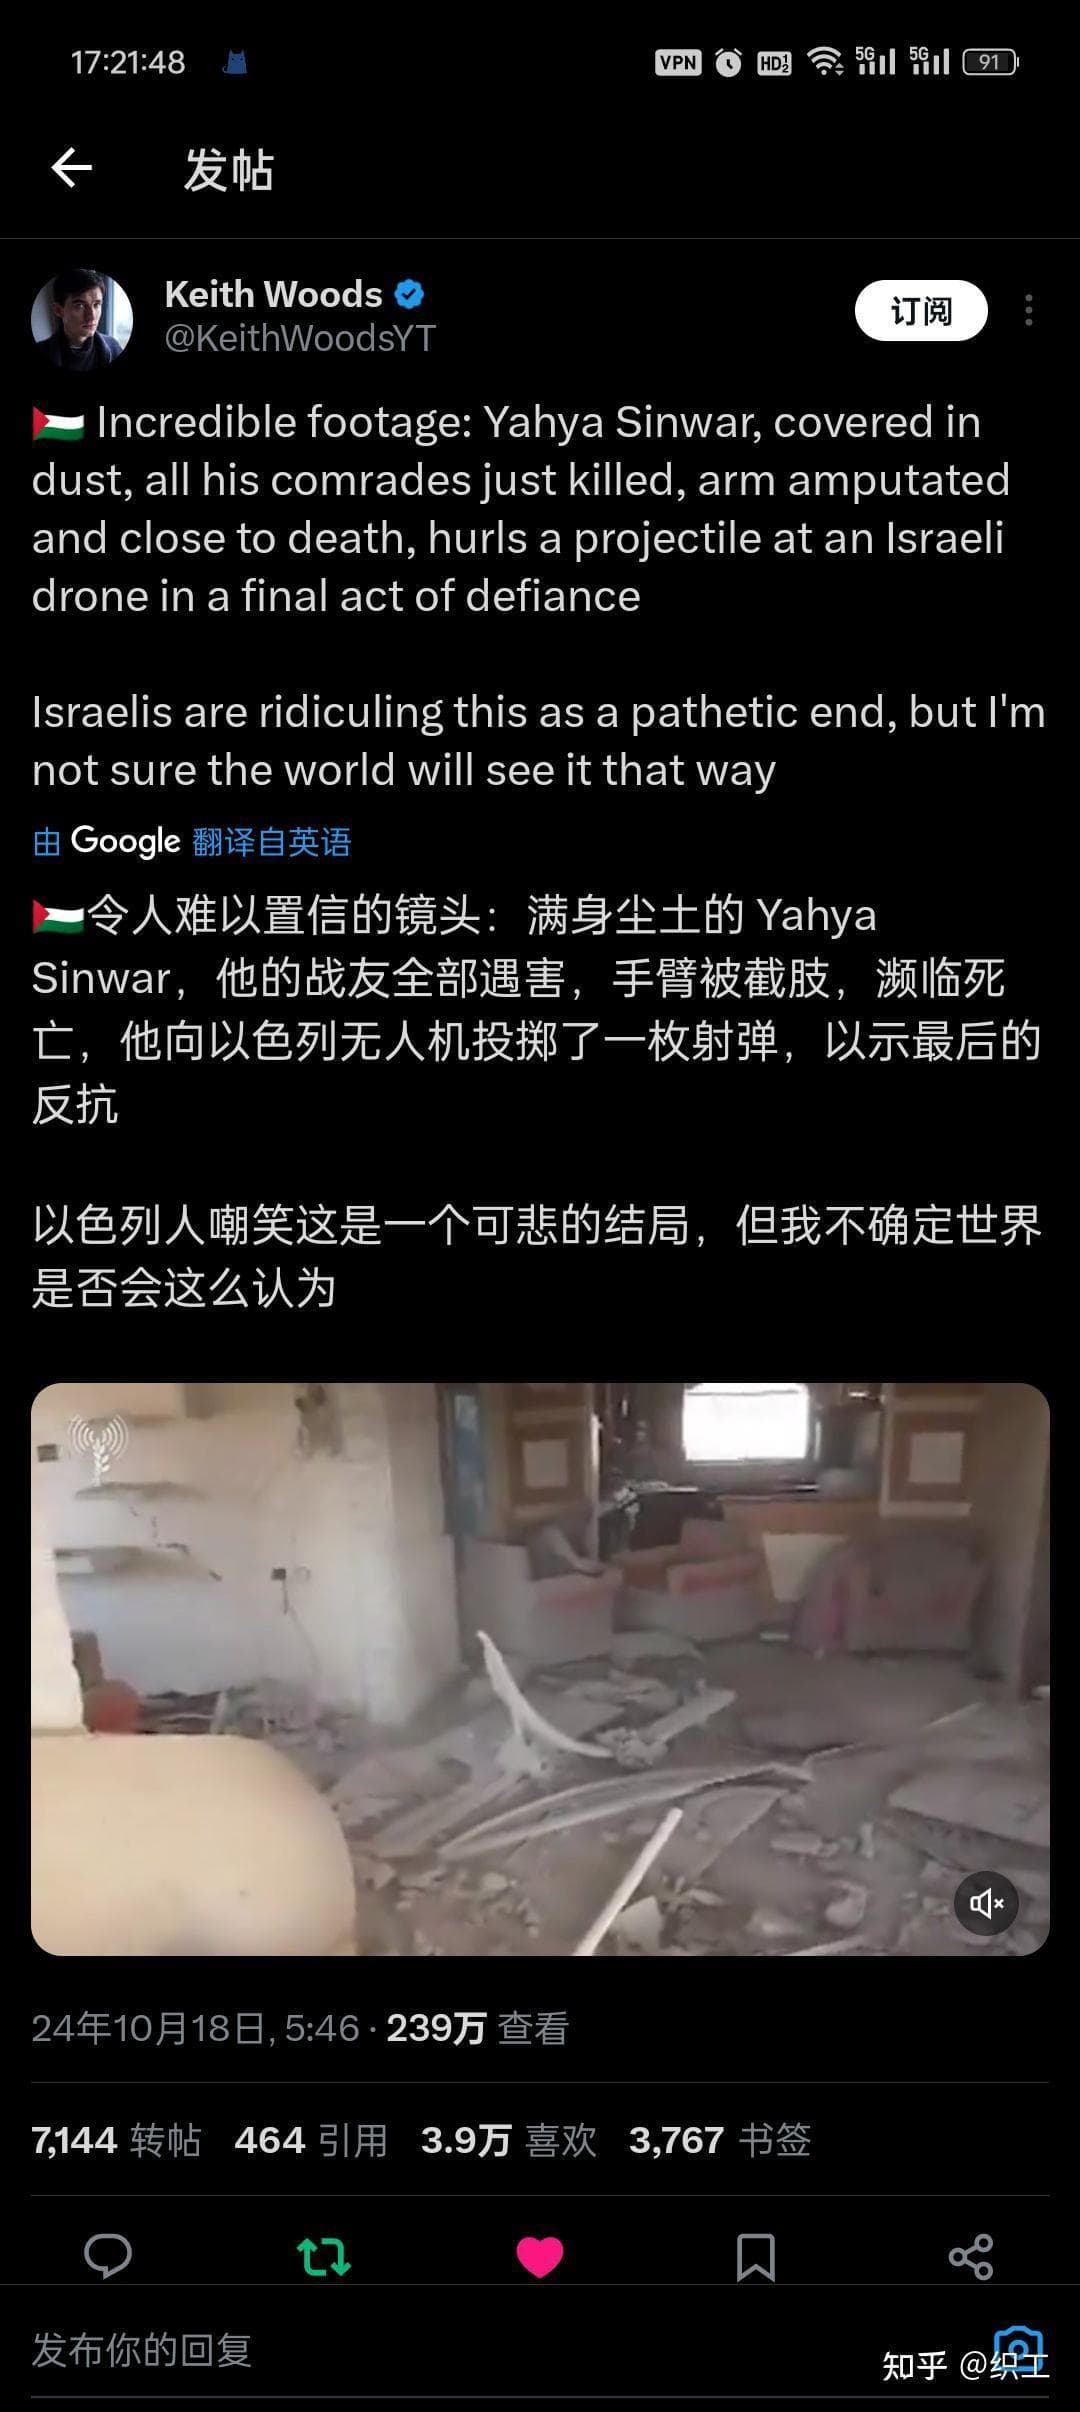 17:21:48 VPN HD 1 2 5G 5G 91
发帖
Keith Woods
@KeithWoodsYT
订阅
🇵🇸 Incredible footage: Yahya Sinwar, covered in
dust, all his comrades just killed, arm amputated
and close to death, hurls a projectile at an Israeli
drone in a final act of defiance
Israelis are ridiculing this as a pathetic end, but I'm
not sure the world will see it that way
由 Google 翻译自英语
🇵🇸令人难以置信的镜头：满身尘土的 Yahya
Sinwar，他的战友全部遇害，手臂被截肢，濒临死
亡，他向以色列无人机投掷了一枚射弹，以示最后的
反抗
以色列人嘲笑这是一个可悲的结局，但我不确定世界
是否会这么认为
24年10月18日, 5:46 · 239万 查看
7,144 转帖 464 引用 3.9万 喜欢 3,767 书签
发布你的回复
知乎 @织工